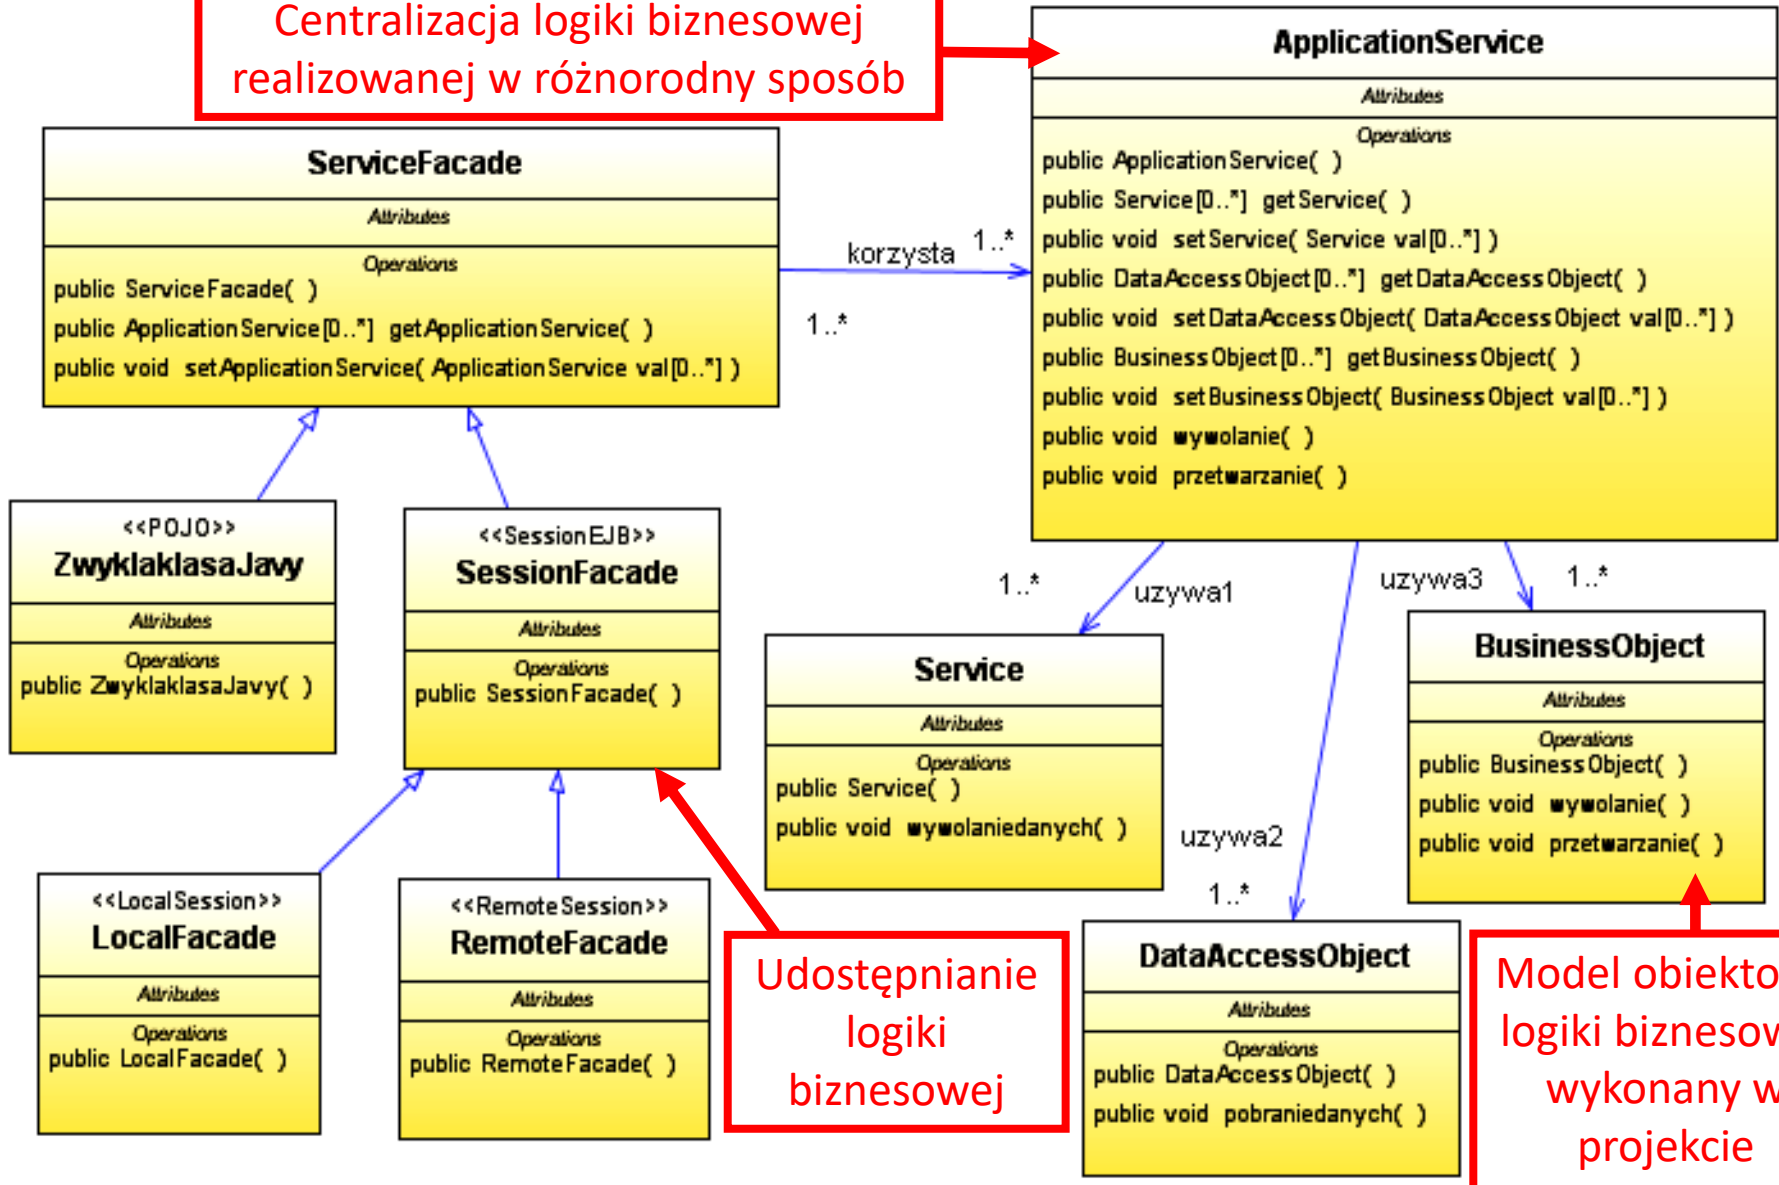 Centralizacja logiki biznesowej
realizowanej w różnorodny sposób
ApplicationService
Attributes
Operations
public ApplicationService( )
public Service[0..*] getService( )
public void setService( Service val[0..*] )
public DataAccessObject[0..*] getDataAccessObject( )
public void setDataAccessObject( DataAccessObject val[0..*] )
public BusinessObject[0..*] getBusinessObject( )
public void setBusinessObject( BusinessObject val[0..*] )
public void wywolanie( )
public void przetwarzanie( )
ServiceFacade
Attributes
Operations
public ServiceFacade( )
public ApplicationService[0..*] getApplicationService( )
public void setApplicationService( ApplicationService val[0..*] )
korzysta
1..*
1..*
<<POJO>>
ZwyklaklasaJavy
Attributes
Operations
public ZwyklaklasaJavy( )
<<SessionEJB>>
SessionFacade
Attributes
Operations
public SessionFacade( )
1..*
uzywa1
uzywa3
1..*
Service
Attributes
Operations
public Service( )
public void wywolaniedanych( )
BusinessObject
Attributes
Operations
public BusinessObject( )
public void wywolanie( )
public void przetwarzanie( )
uzywa2
1..*
<<LocalSession>>
LocalFacade
Attributes
Operations
public LocalFacade( )
<<RemoteSession>>
RemoteFacade
Attributes
Operations
public RemoteFacade( )
Udostępnianie
logiki
biznesowej
DataAccessObject
Attributes
Operations
public DataAccessObject( )
public void pobraniedanych( )
Model
logiki
wykonany w
projekcie